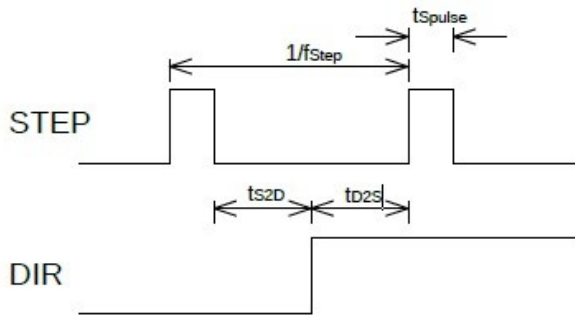 tSpulse
1/fStep
STEP
tS2D
tD2S
DIR